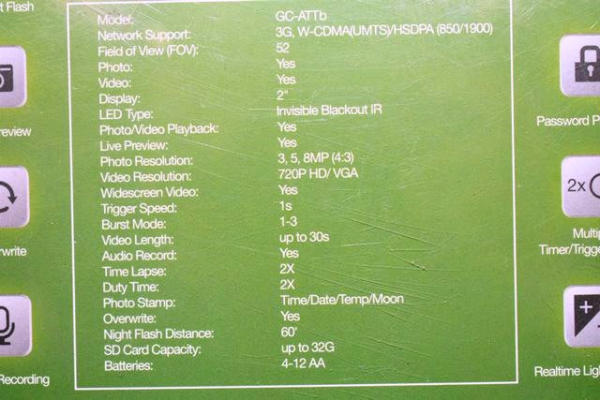 t Flash
Model: GC-ATTb
Network Support: 3G, W-CDMA(UMTS)/HSDPA (850/1900)
Field of View (FOV): 52
Photo: Yes
Video: Yes
Display: 2"
LED Type: Invisible Blackout IR
Photo/Video Playback: Yes
Live Preview: Yes
Photo Resolution: 3, 5, 8MP (4:3)
Video Resolution: 720P HD/ VGA
Widescreen Video: Yes
Trigger Speed: 1s
Burst Mode: 1-3
Video Length: up to 30s
Audio Record: Yes
Time Lapse: 2X
Duty Time: 2X
Photo Stamp: Time/Date/Temp/Moon
Overwrite: Yes
Night Flash Distance: 60'
SD Card Capacity: up to 32G
Batteries: 4-12 AA
review
write
Recording
Password P
2x
Multip
Timer/Trigge
Realtime Ligh